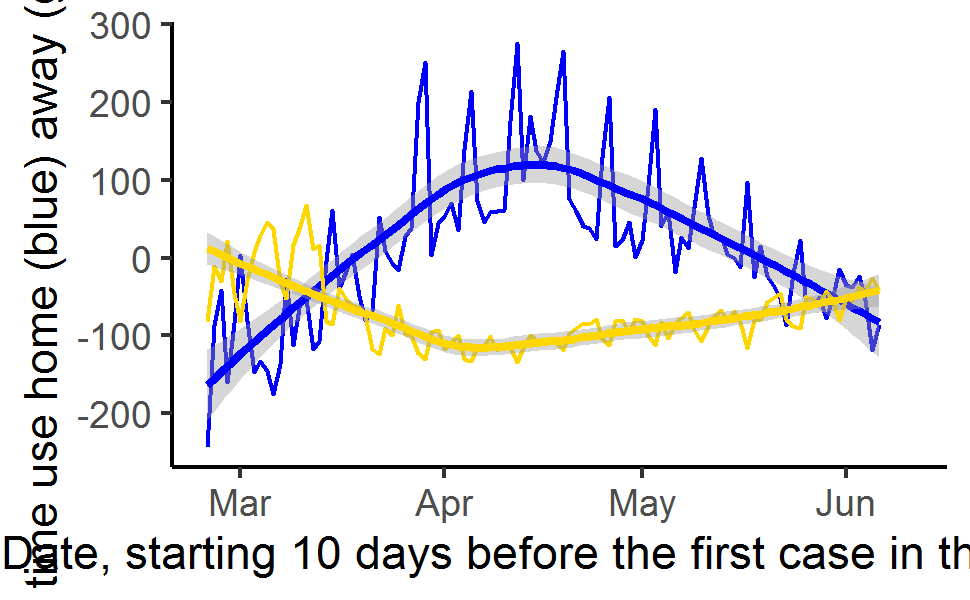 300
200
100
0
-100
-200
time use home (blue) away (
Mar Apr May Jun
Date, starting 10 days before the first case in th